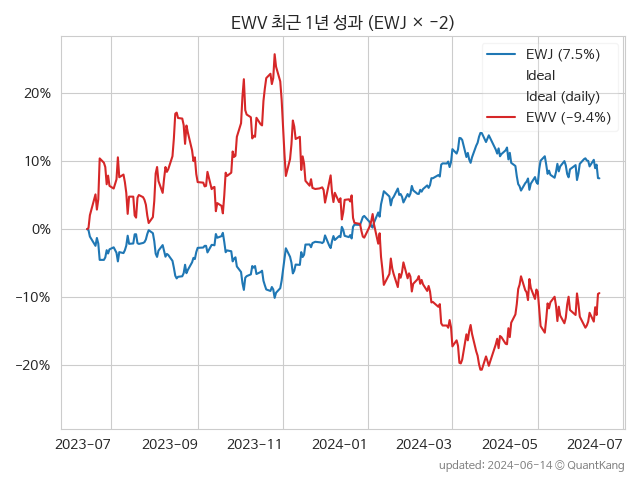 EWV 최근 1년 성과 (EWJ × −2)
EWJ (7.5%)
Ideal
Ideal (daily)
EWV (−9.4%)
20%
10%
0%
−10%
−20%
2023-07 2023-09 2023-11 2024-01 2024-03 2024-05 2024-07
updated: 2024-06-14 © QuantKang